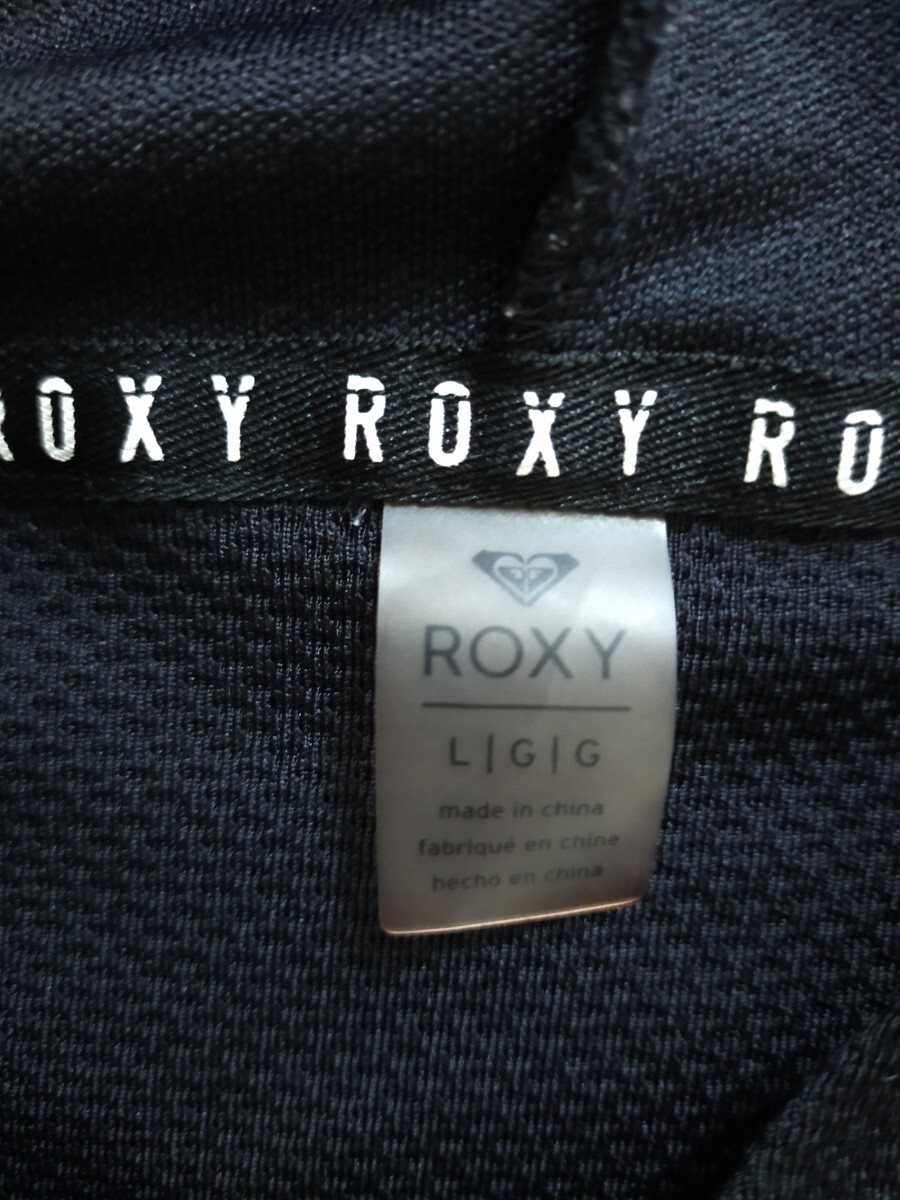 ROXY ROXY RO
ROXY
L|G|G
made in china
fabriqué en chine
hecho en china